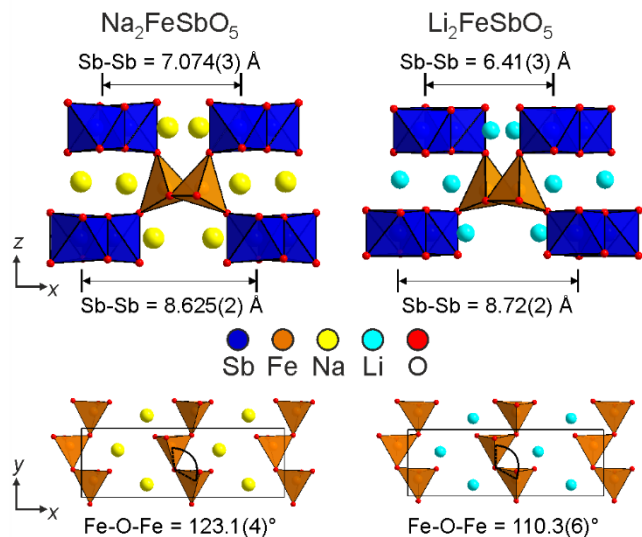 Na₂FeSbO₅ Li₂FeSbO₅
Sb-Sb = 7.074(3) Å Sb-Sb = 6.41(3) Å
z
x
Sb-Sb = 8.625(2) Å Sb-Sb = 8.72(2) Å
Sb Fe Na Li O
y
x
Fe-O-Fe = 123.1(4)° Fe-O-Fe = 110.3(6)°